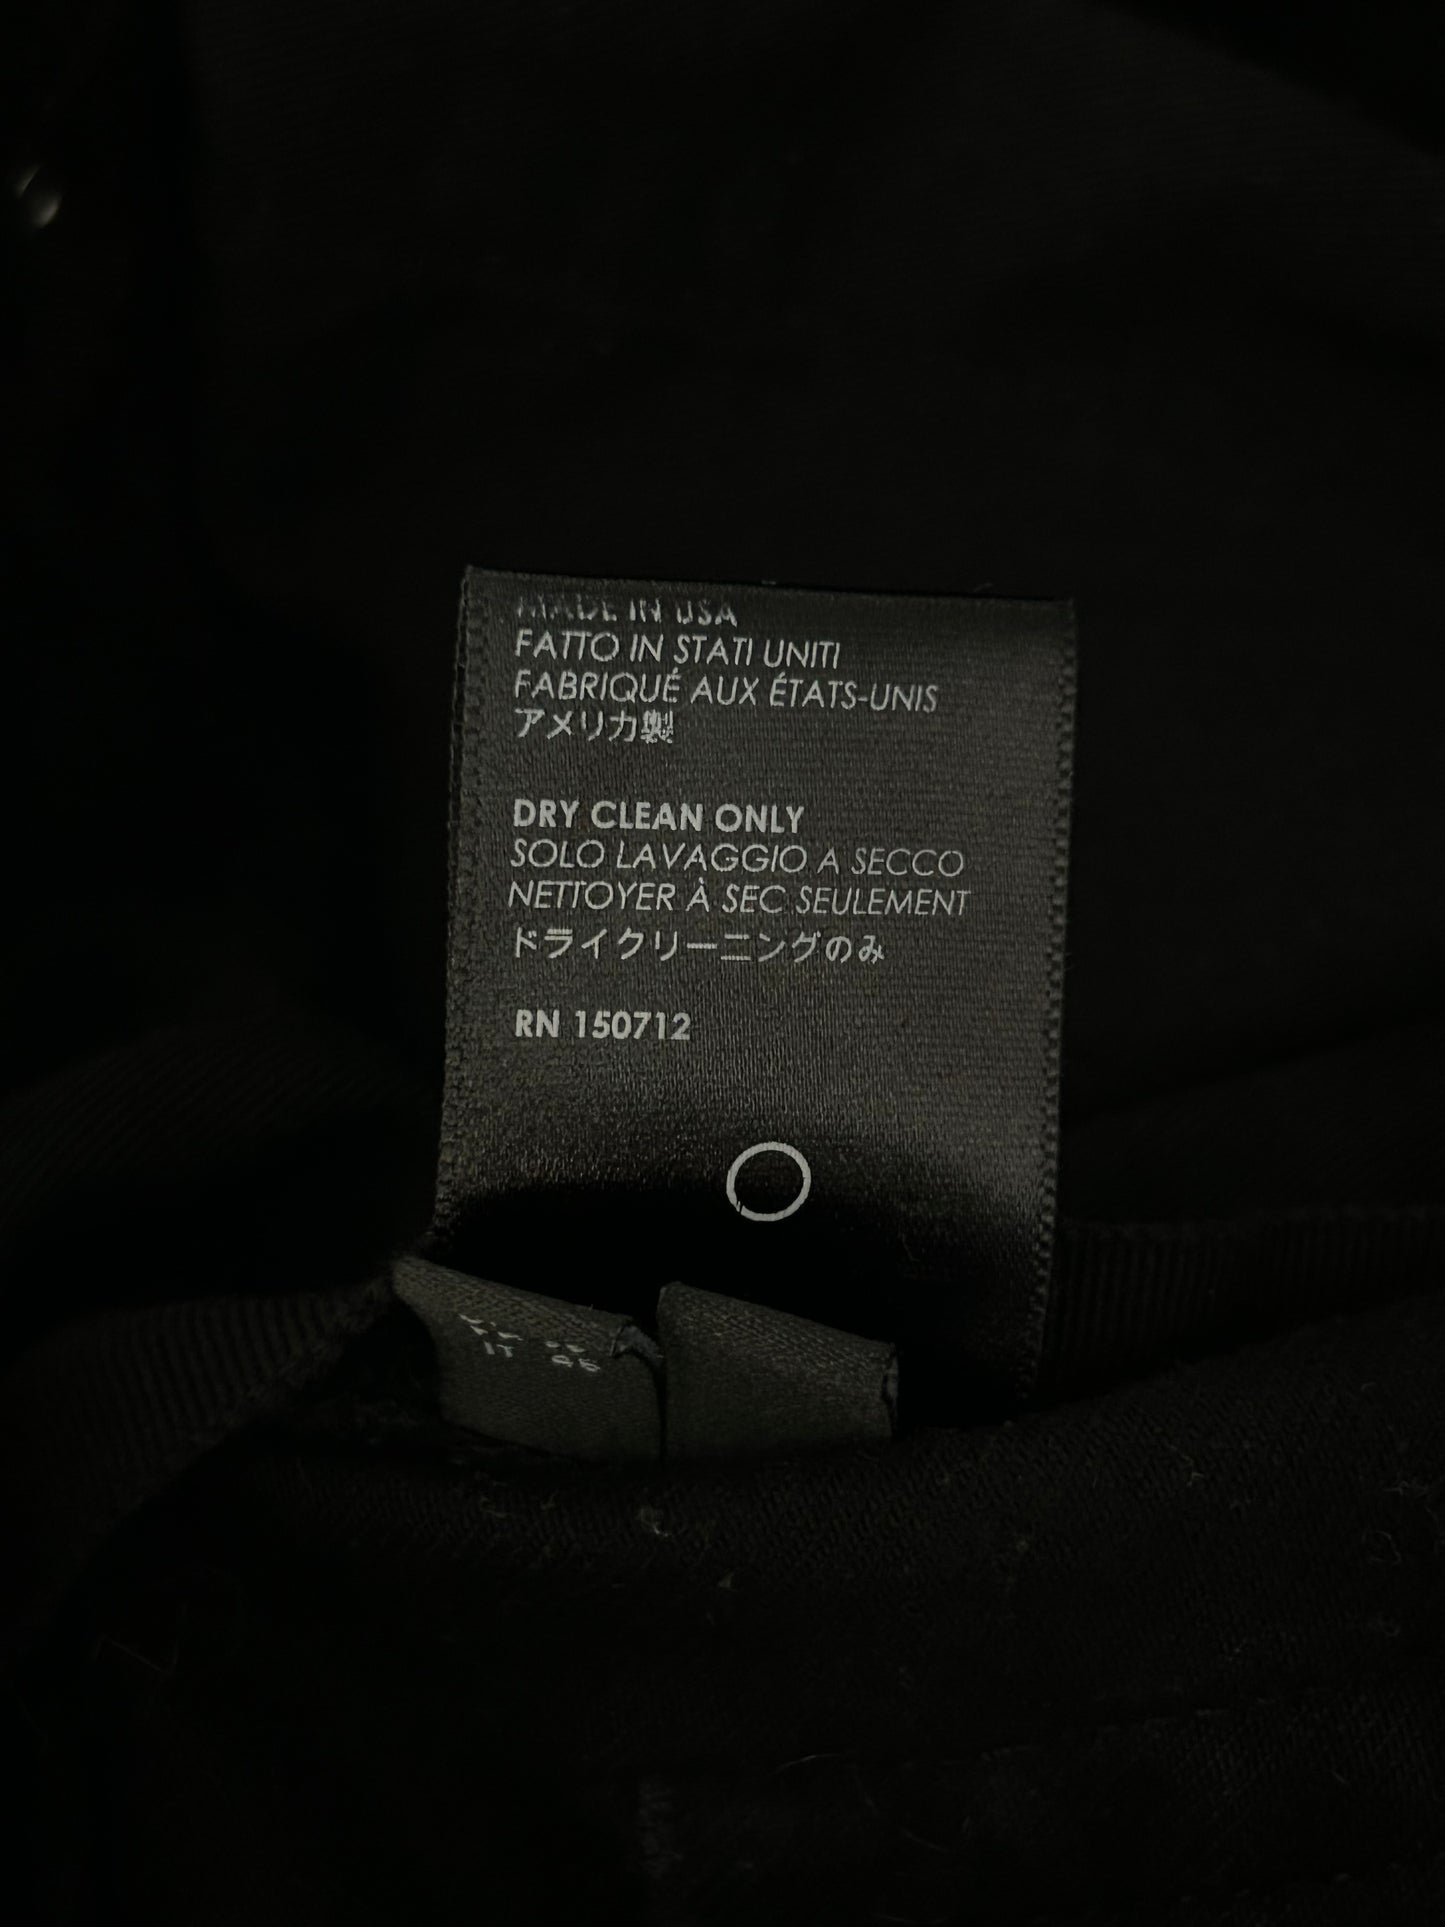 MADE IN USA
FATTO IN STATI UNITI
FABRIQUÉ AUX ÉTATS-UNIS
アメリカ製
DRY CLEAN ONLY
SOLO LAVAGGIO A SECCO
NETTOYER À SEC SEULEMENT
ドライクリーニングのみ
RN 150712
IT